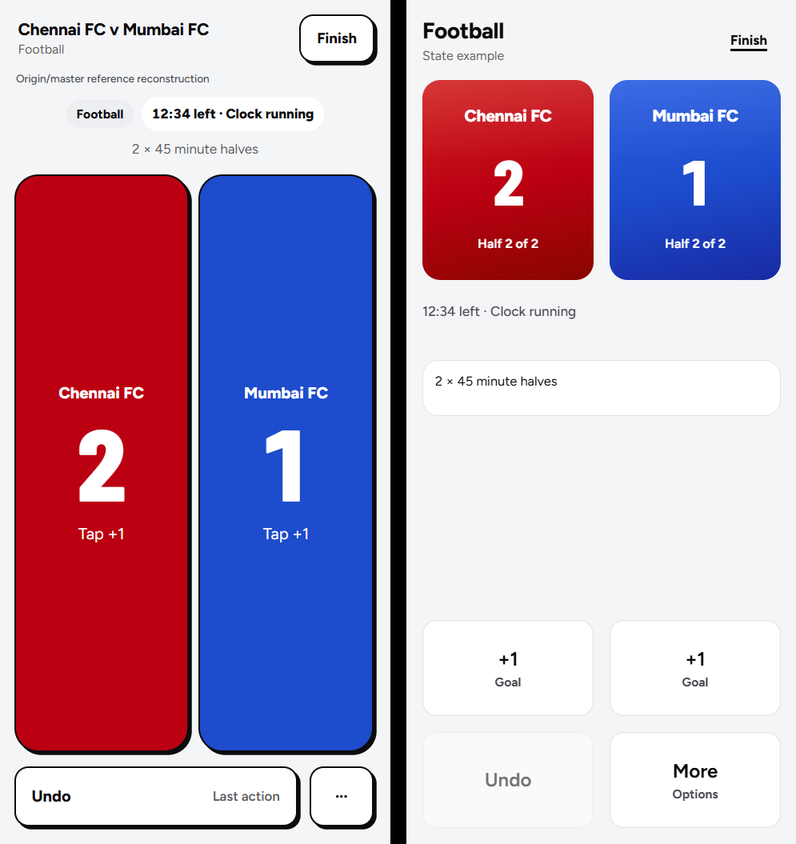 Chennai FC v Mumbai FC
Football
Finish
Origin/master reference reconstruction
Football
12:34 left · Clock running
2 × 45 minute halves
Chennai FC
2
Tap +1
Mumbai FC
1
Tap +1
Undo
Last action
···
Football
State example
Finish
Chennai FC
2
Half 2 of 2
Mumbai FC
1
Half 2 of 2
12:34 left · Clock running
2 × 45 minute halves
+1
Goal
+1
Goal
Undo
More
Options